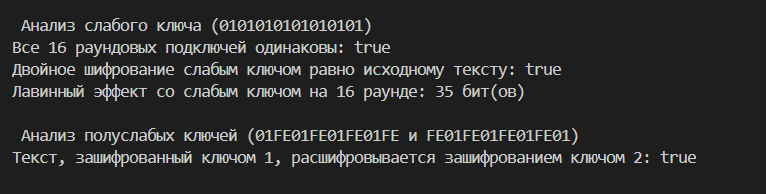 Анализ слабого ключа (0101010101010101)
Все 16 раундовых подключей одинаковы: true
Двойное шифрование слабым ключом равно исходному тексту: true
Лавинный эффект со слабым ключом на 16 раунде: 35 бит(ов)
Анализ полуслабых ключей (01FE01FE01FE01FE и FE01FE01FE01FE01)
Текст, зашифрованный ключом 1, расшифровывается зашифрованием ключом 2: true